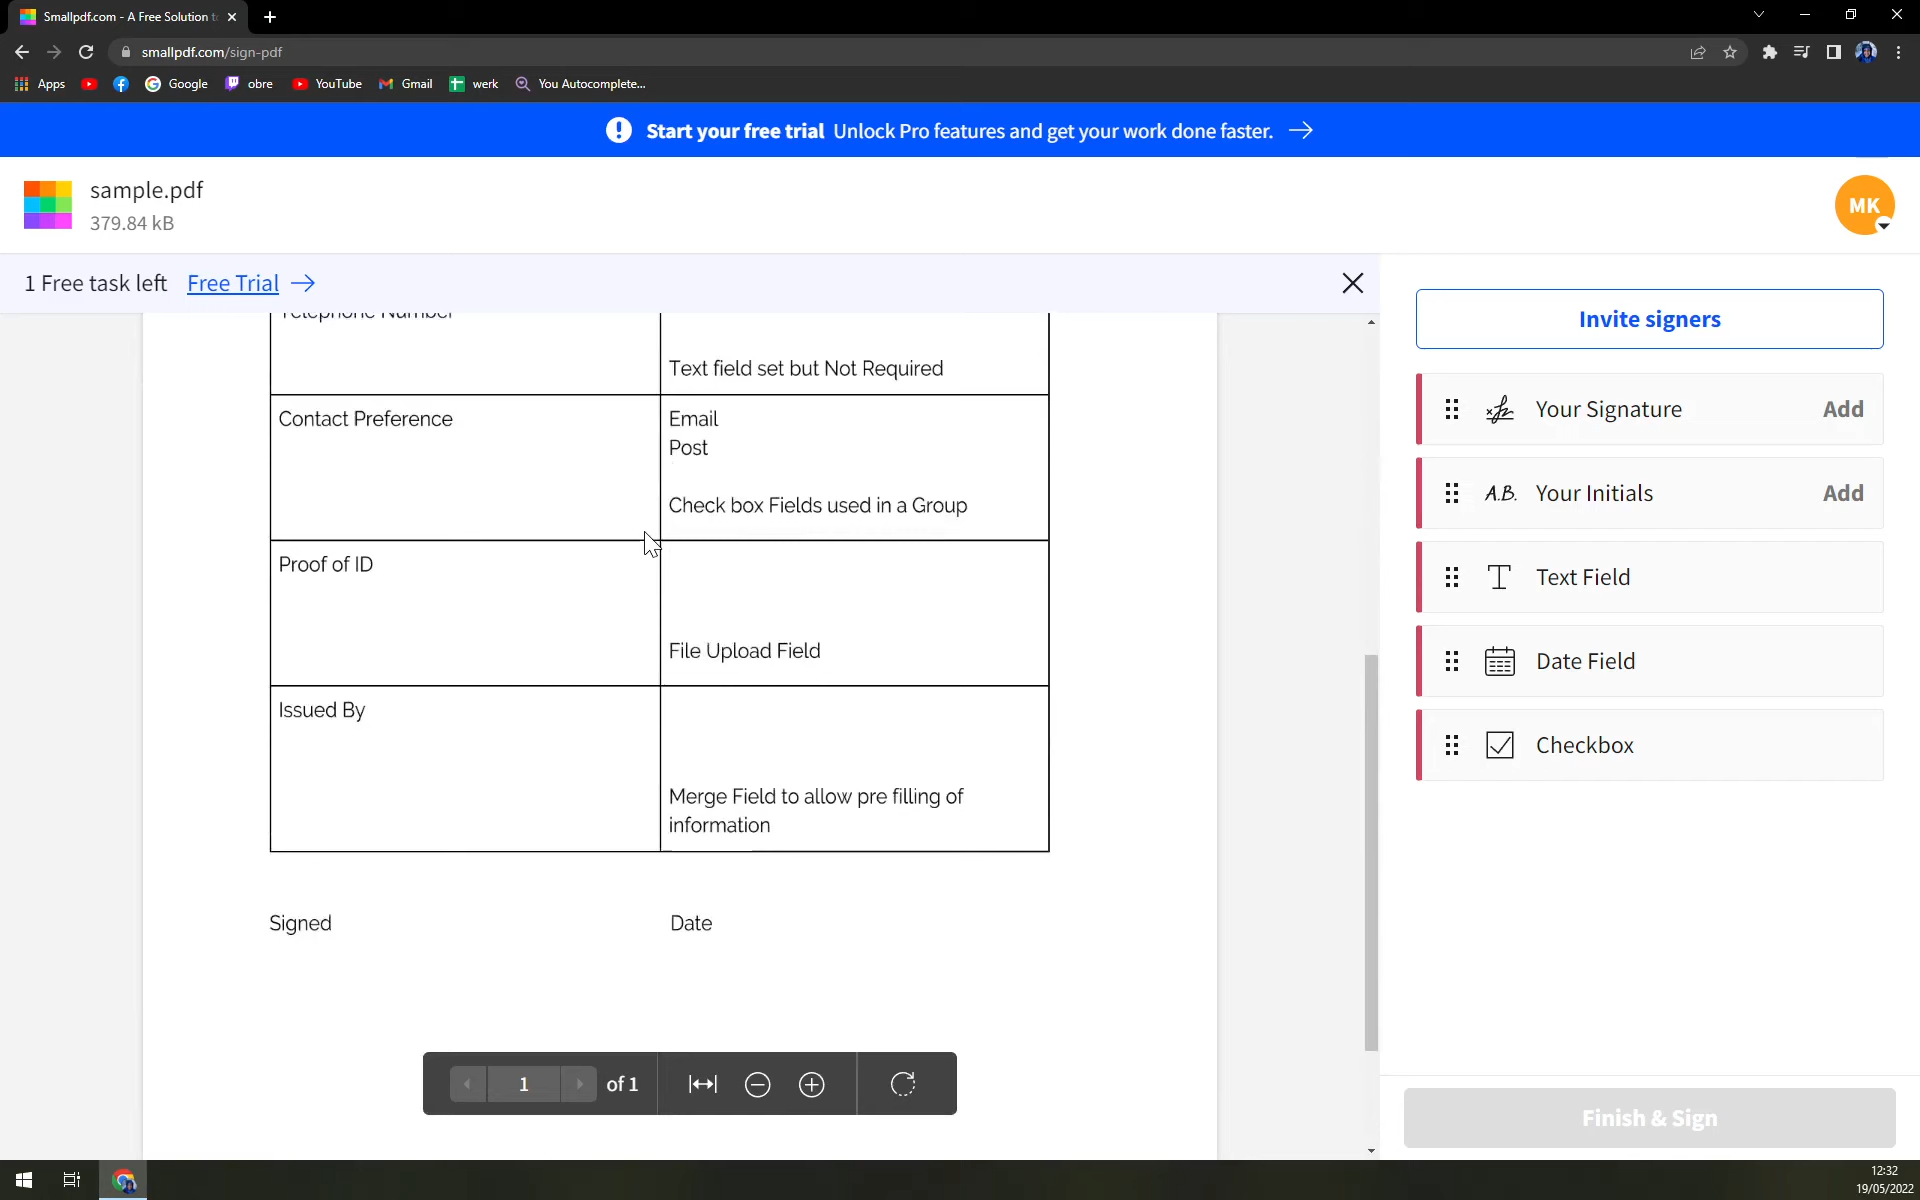 Smallpdf.com - A Free Solution t
smallpdf.com/sign-pdf
Apps
Google
obre
YouTube
Gmail
werk
You Autocomplete...
Start your free trial Unlock Pro features and get your work done faster.
sample.pdf
379.84 kB
MK
1 Free task left Free Trial
Telephone Number
Text field set but Not Required
Contact Preference
Email
Post
Check box Fields used in a Group
Proof of ID
File Upload Field
Issued By
Merge Field to allow pre filling of
information
Signed
Date
1 of 1
Invite signers
Your Signature Add
A.B. Your Initials Add
Text Field
Date Field
Checkbox
Finish & Sign
12:32
19/05/2022